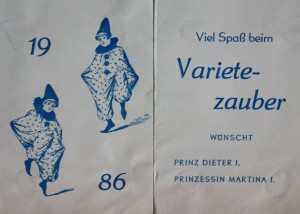 19
86
Viel Spaß beim
Variete-
zauber
WÜNSCHT
PRINZ DIETER I.
PRINZESSIN MARTINA I.